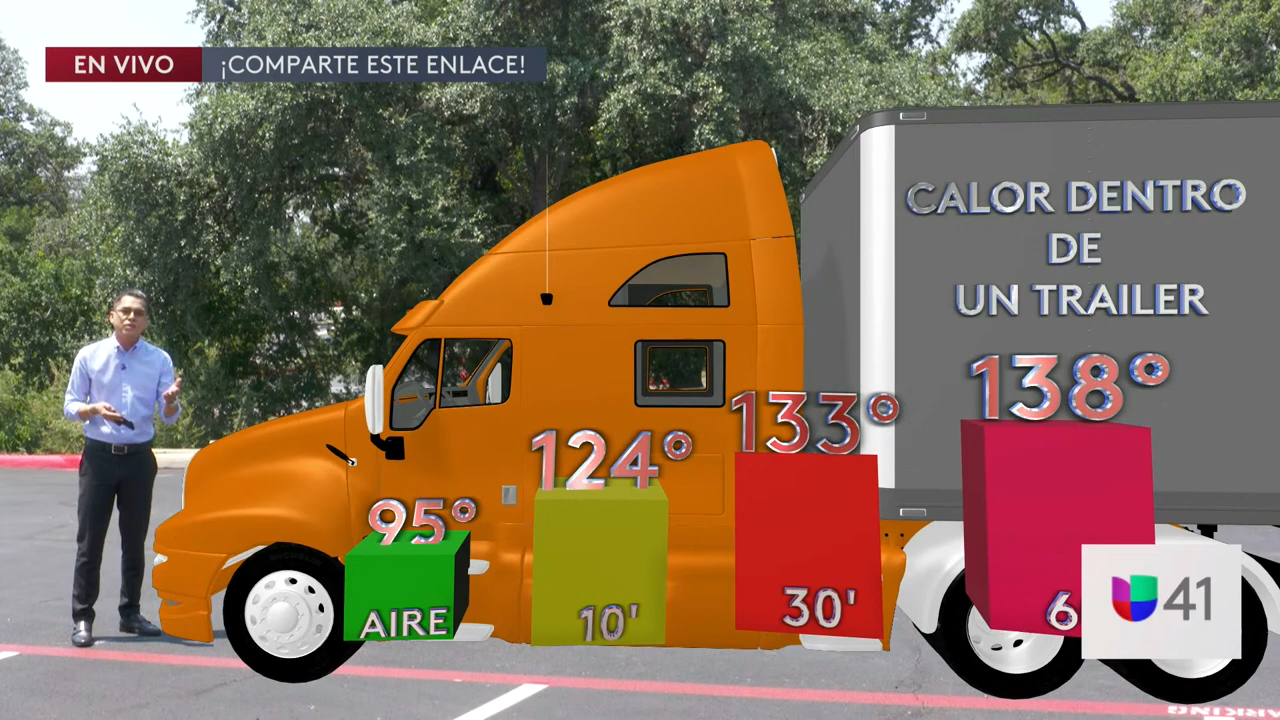 EN VIVO ¡COMPARTE ESTE ENLACE!
CALOR DENTRO
DE
UN TRAILER
95°
124°
133°
138°
AIRE
10'
30'
6
41